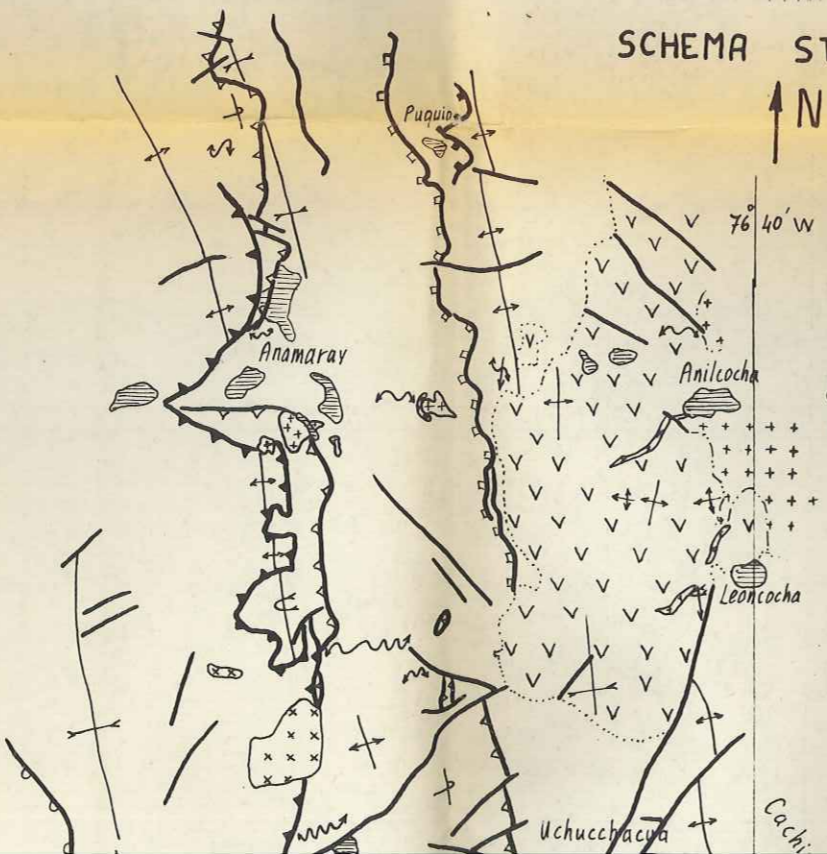 SCHEMA ST
N
Puquio
76° 40' W
Anamaray
Anilcocha
Leoncocha
Uchucchacua
Cachi